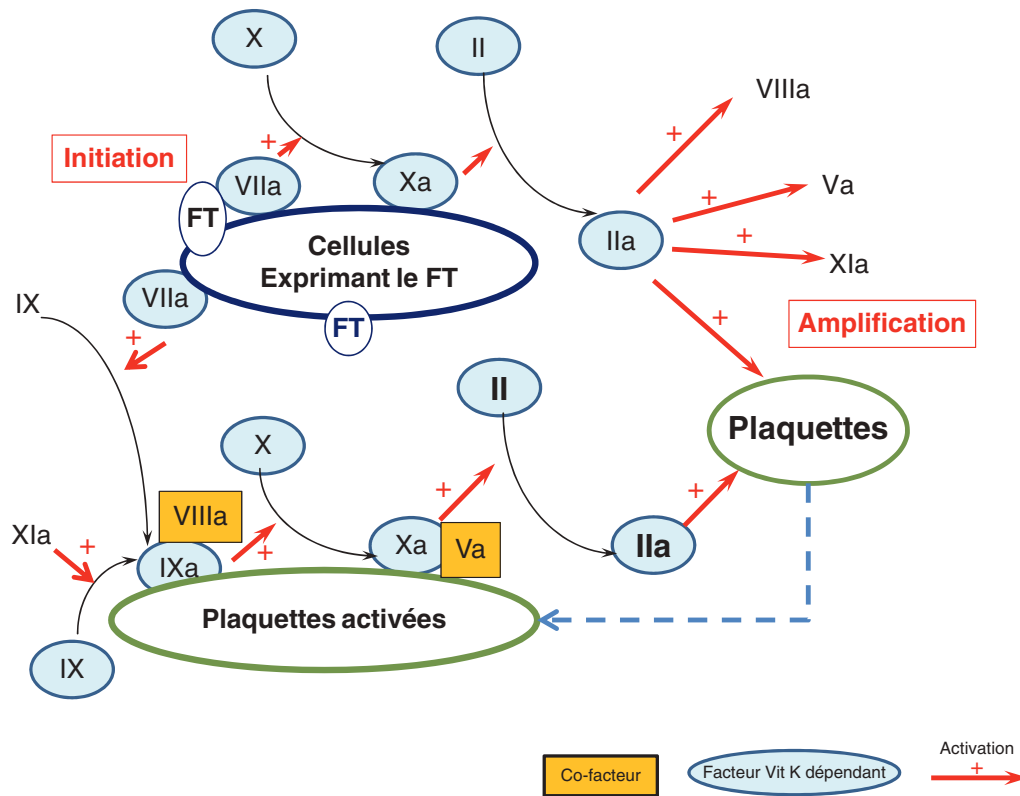 X
II
VIIIa
+
+
Initiation
VIIa
Xa
+
+
Va
FT
IIa
+
XIa
Cellules
Exprimant le FT
IX
VIIa
FT
+
+
Amplification
II
Plaquettes
X
VIIIa
+
+
XIa
+
IXa
+
Xa
Va
IIa
Plaquettes activées
IX
Co-facteur
Facteur Vit K dépendant
Activation
+